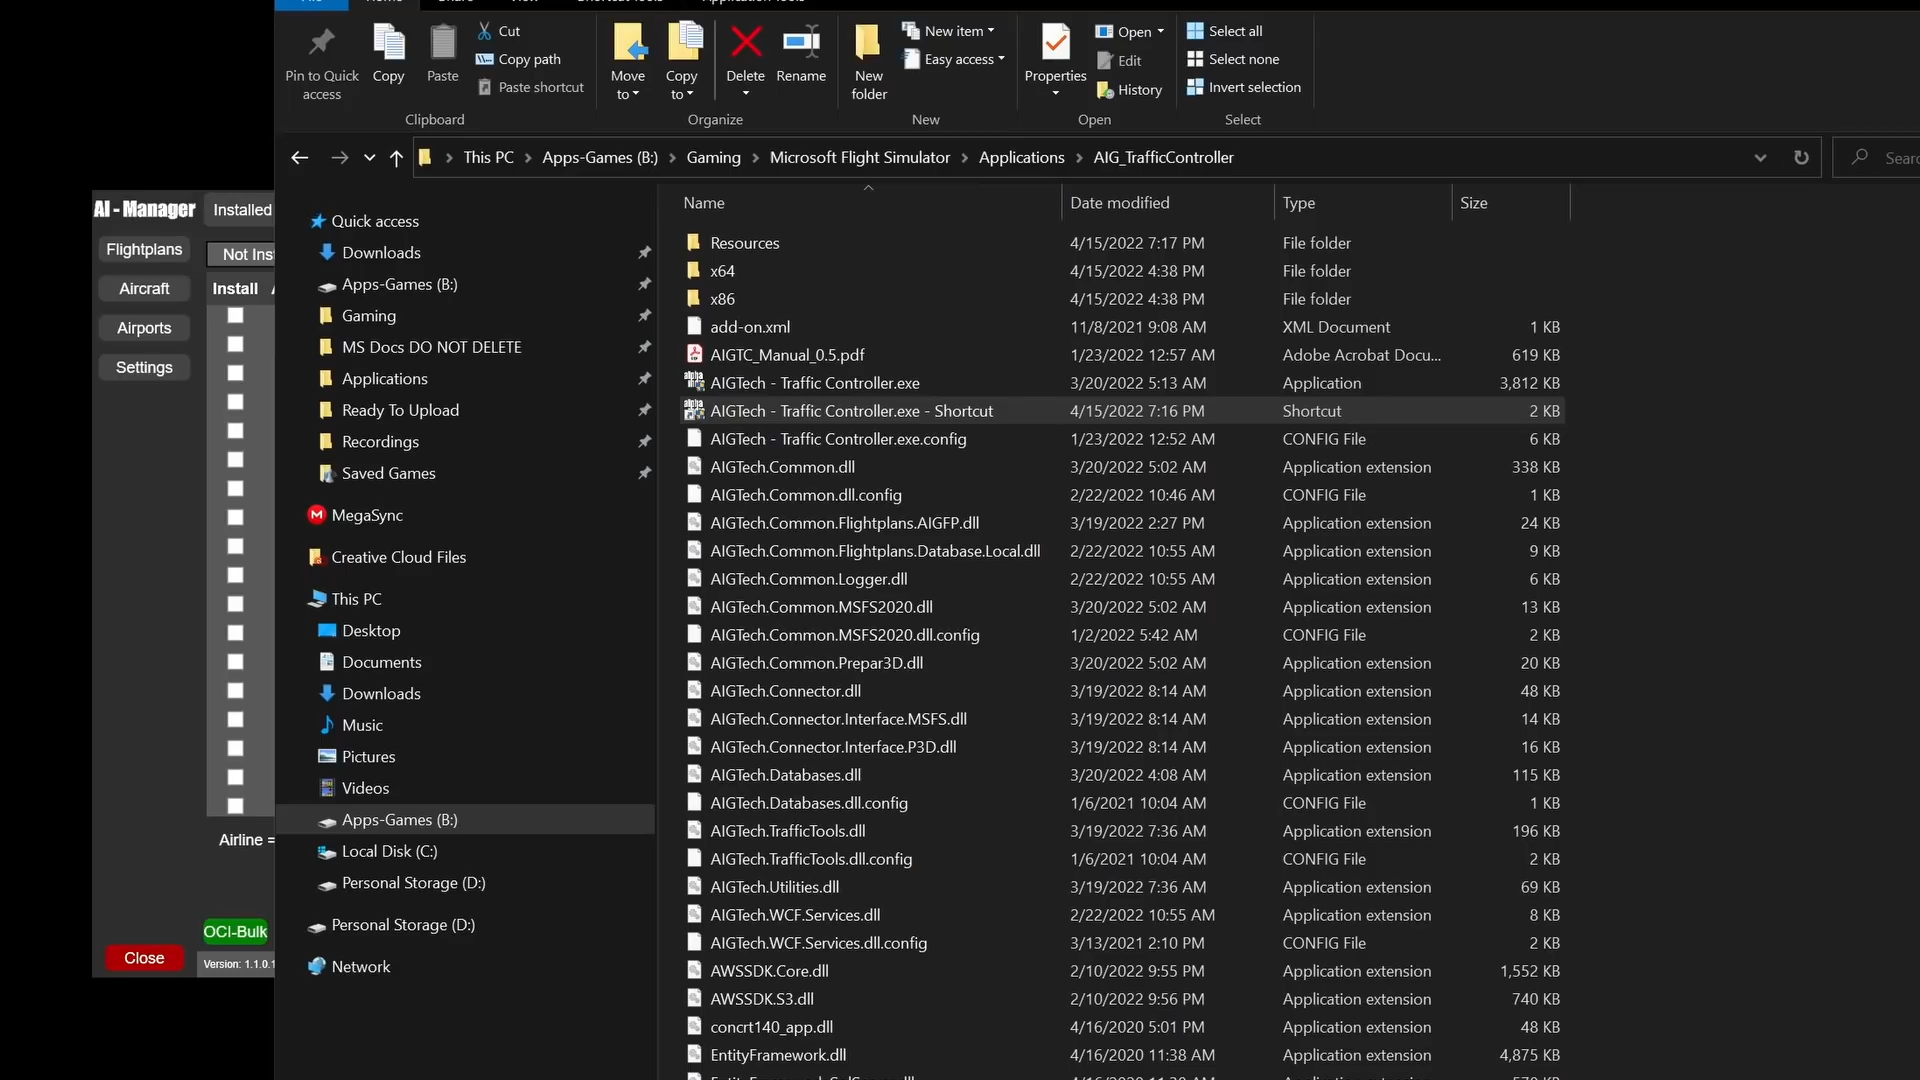 File Home Share View Shortcut Tools Application Tools
Pin to Quick access
Copy
Paste
Cut
Copy path
Paste shortcut
Clipboard
Move to
Copy to
Delete
Rename
Organize
New folder
New item
Easy access
New
Properties
Open
Edit
History
Open
Select all
Select none
Invert selection
Select
This PC > Apps-Games (B:) > Gaming > Microsoft Flight Simulator > Applications > AIG_TrafficController
AI - Manager
Installed
Flightplans
Aircraft
Airports
Settings
Install
Airline =
OCI-Bulk
Close
Version: 1.1.0.1
Quick access
Downloads
Apps-Games (B:)
Gaming
MS Docs DO NOT DELETE
Applications
Ready To Upload
Recordings
Saved Games
MegaSync
Creative Cloud Files
This PC
Desktop
Documents
Downloads
Music
Pictures
Videos
Apps-Games (B:)
Local Disk (C:)
Personal Storage (D:)
Personal Storage (D:)
Network
Name Date modified Type Size
Resources 4/15/2022 7:17 PM File folder
x64 4/15/2022 4:38 PM File folder
x86 4/15/2022 4:38 PM File folder
add-on.xml 11/8/2021 9:08 AM XML Document 1 KB
AIGTC_Manual_0.5.pdf 1/23/2022 12:57 AM Adobe Acrobat Docu... 619 KB
AIGTech - Traffic Controller.exe 3/20/2022 5:13 AM Application 3,812 KB
AIGTech - Traffic Controller.exe - Shortcut 4/15/2022 7:16 PM Shortcut 2 KB
AIGTech - Traffic Controller.exe.config 1/23/2022 12:52 AM CONFIG File 6 KB
AIGTech.Common.dll 3/20/2022 5:02 AM Application extension 338 KB
AIGTech.Common.dll.config 2/22/2022 10:46 AM CONFIG File 1 KB
AIGTech.Common.Flightplans.AIGFP.dll 3/19/2022 2:27 PM Application extension 24 KB
AIGTech.Common.Flightplans.Database.Local.dll 2/22/2022 10:55 AM Application extension 9 KB
AIGTech.Common.Logger.dll 2/22/2022 10:55 AM Application extension 6 KB
AIGTech.Common.MSFS2020.dll 3/20/2022 5:02 AM Application extension 13 KB
AIGTech.Common.MSFS2020.dll.config 1/2/2022 5:42 AM CONFIG File 2 KB
AIGTech.Common.Prepar3D.dll 3/20/2022 5:02 AM Application extension 20 KB
AIGTech.Connector.dll 3/19/2022 8:14 AM Application extension 48 KB
AIGTech.Connector.Interface.MSFS.dll 3/19/2022 8:14 AM Application extension 14 KB
AIGTech.Connector.Interface.P3D.dll 3/19/2022 8:14 AM Application extension 16 KB
AIGTech.Databases.dll 3/20/2022 4:08 AM Application extension 115 KB
AIGTech.Databases.dll.config 1/6/2021 10:04 AM CONFIG File 1 KB
AIGTech.TrafficTools.dll 3/19/2022 7:36 AM Application extension 196 KB
AIGTech.TrafficTools.dll.config 1/6/2021 10:04 AM CONFIG File 2 KB
AIGTech.Utilities.dll 3/19/2022 7:36 AM Application extension 69 KB
AIGTech.WCF.Services.dll 2/22/2022 10:55 AM Application extension 8 KB
AIGTech.WCF.Services.dll.config 3/13/2021 2:10 PM CONFIG File 2 KB
AWSSDK.Core.dll 2/10/2022 9:55 PM Application extension 1,552 KB
AWSSDK.S3.dll 2/10/2022 9:56 PM Application extension 740 KB
concrt140_app.dll 4/16/2020 5:01 PM Application extension 48 KB
EntityFramework.dll 4/16/2020 11:38 AM Application extension 4,875 KB